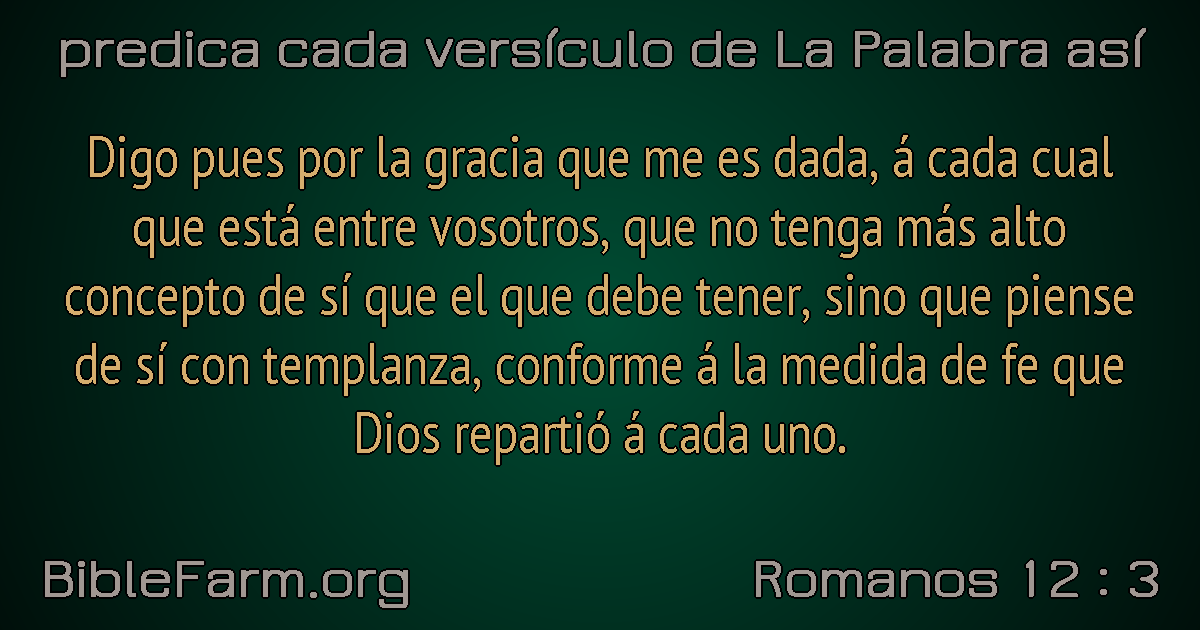 predica cada versículo de La Palabra así
Digo pues por la gracia que me es dada, á cada cual
que está entre vosotros, que no tenga más alto
concepto de sí que el que debe tener, sino que piense
de sí con templanza, conforme á la medida de fe que
Dios repartió á cada uno.
BibleFarm.org
Romanos 12 : 3